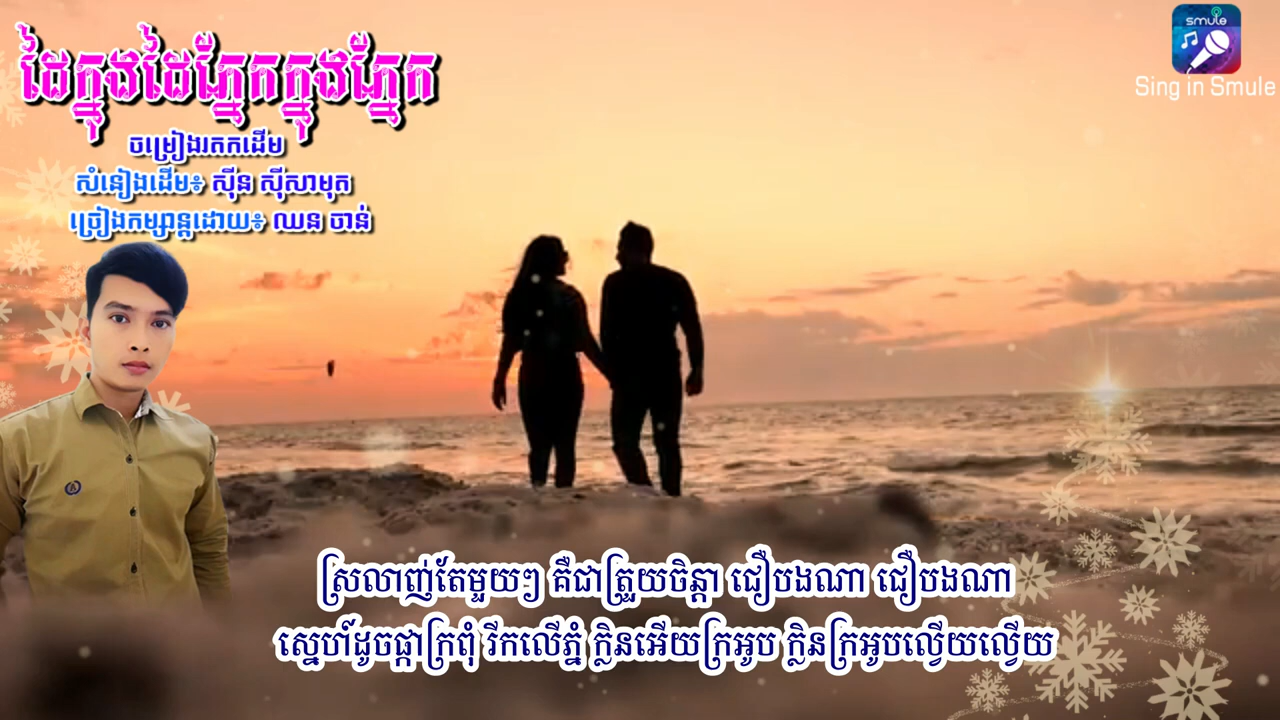 ដៃក្នុងដៃភ្នែកក្នុងភ្នែក
ចម្រៀងរតកដើម
សំនៀងដើម៖ ស៊ីន ស៊ីសាមុត
ច្រៀងកម្សាន្តដោយ៖ ឈន ចាន់
smule
Sing in Smule
ស្រលាញ់តែមួយៗ គឺជាត្រួយចិត្តា ជឿបងណា ជឿបងណា
ស្នេហ៍ដូចផ្កាក្រពុំ រីកលើភ្នំ ក្លិនអើយក្រអូប ក្លិនក្រអូបល្វើយល្វើយ